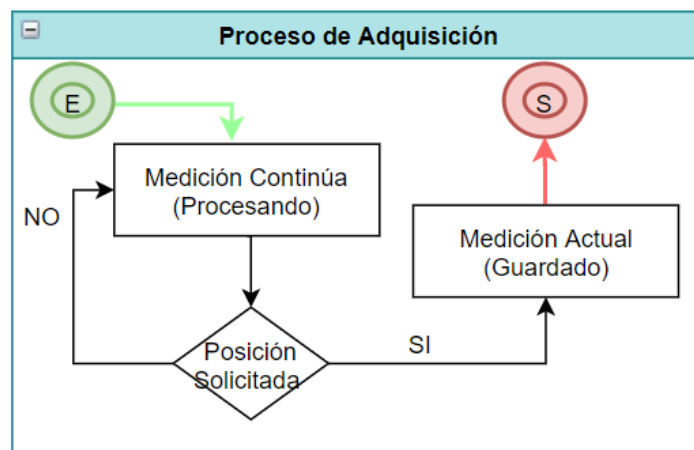 Proceso de Adquisición
E
S
Medición Continúa
(Procesando)
NO
Medición Actual
(Guardado)
Posición
Solicitada
SI